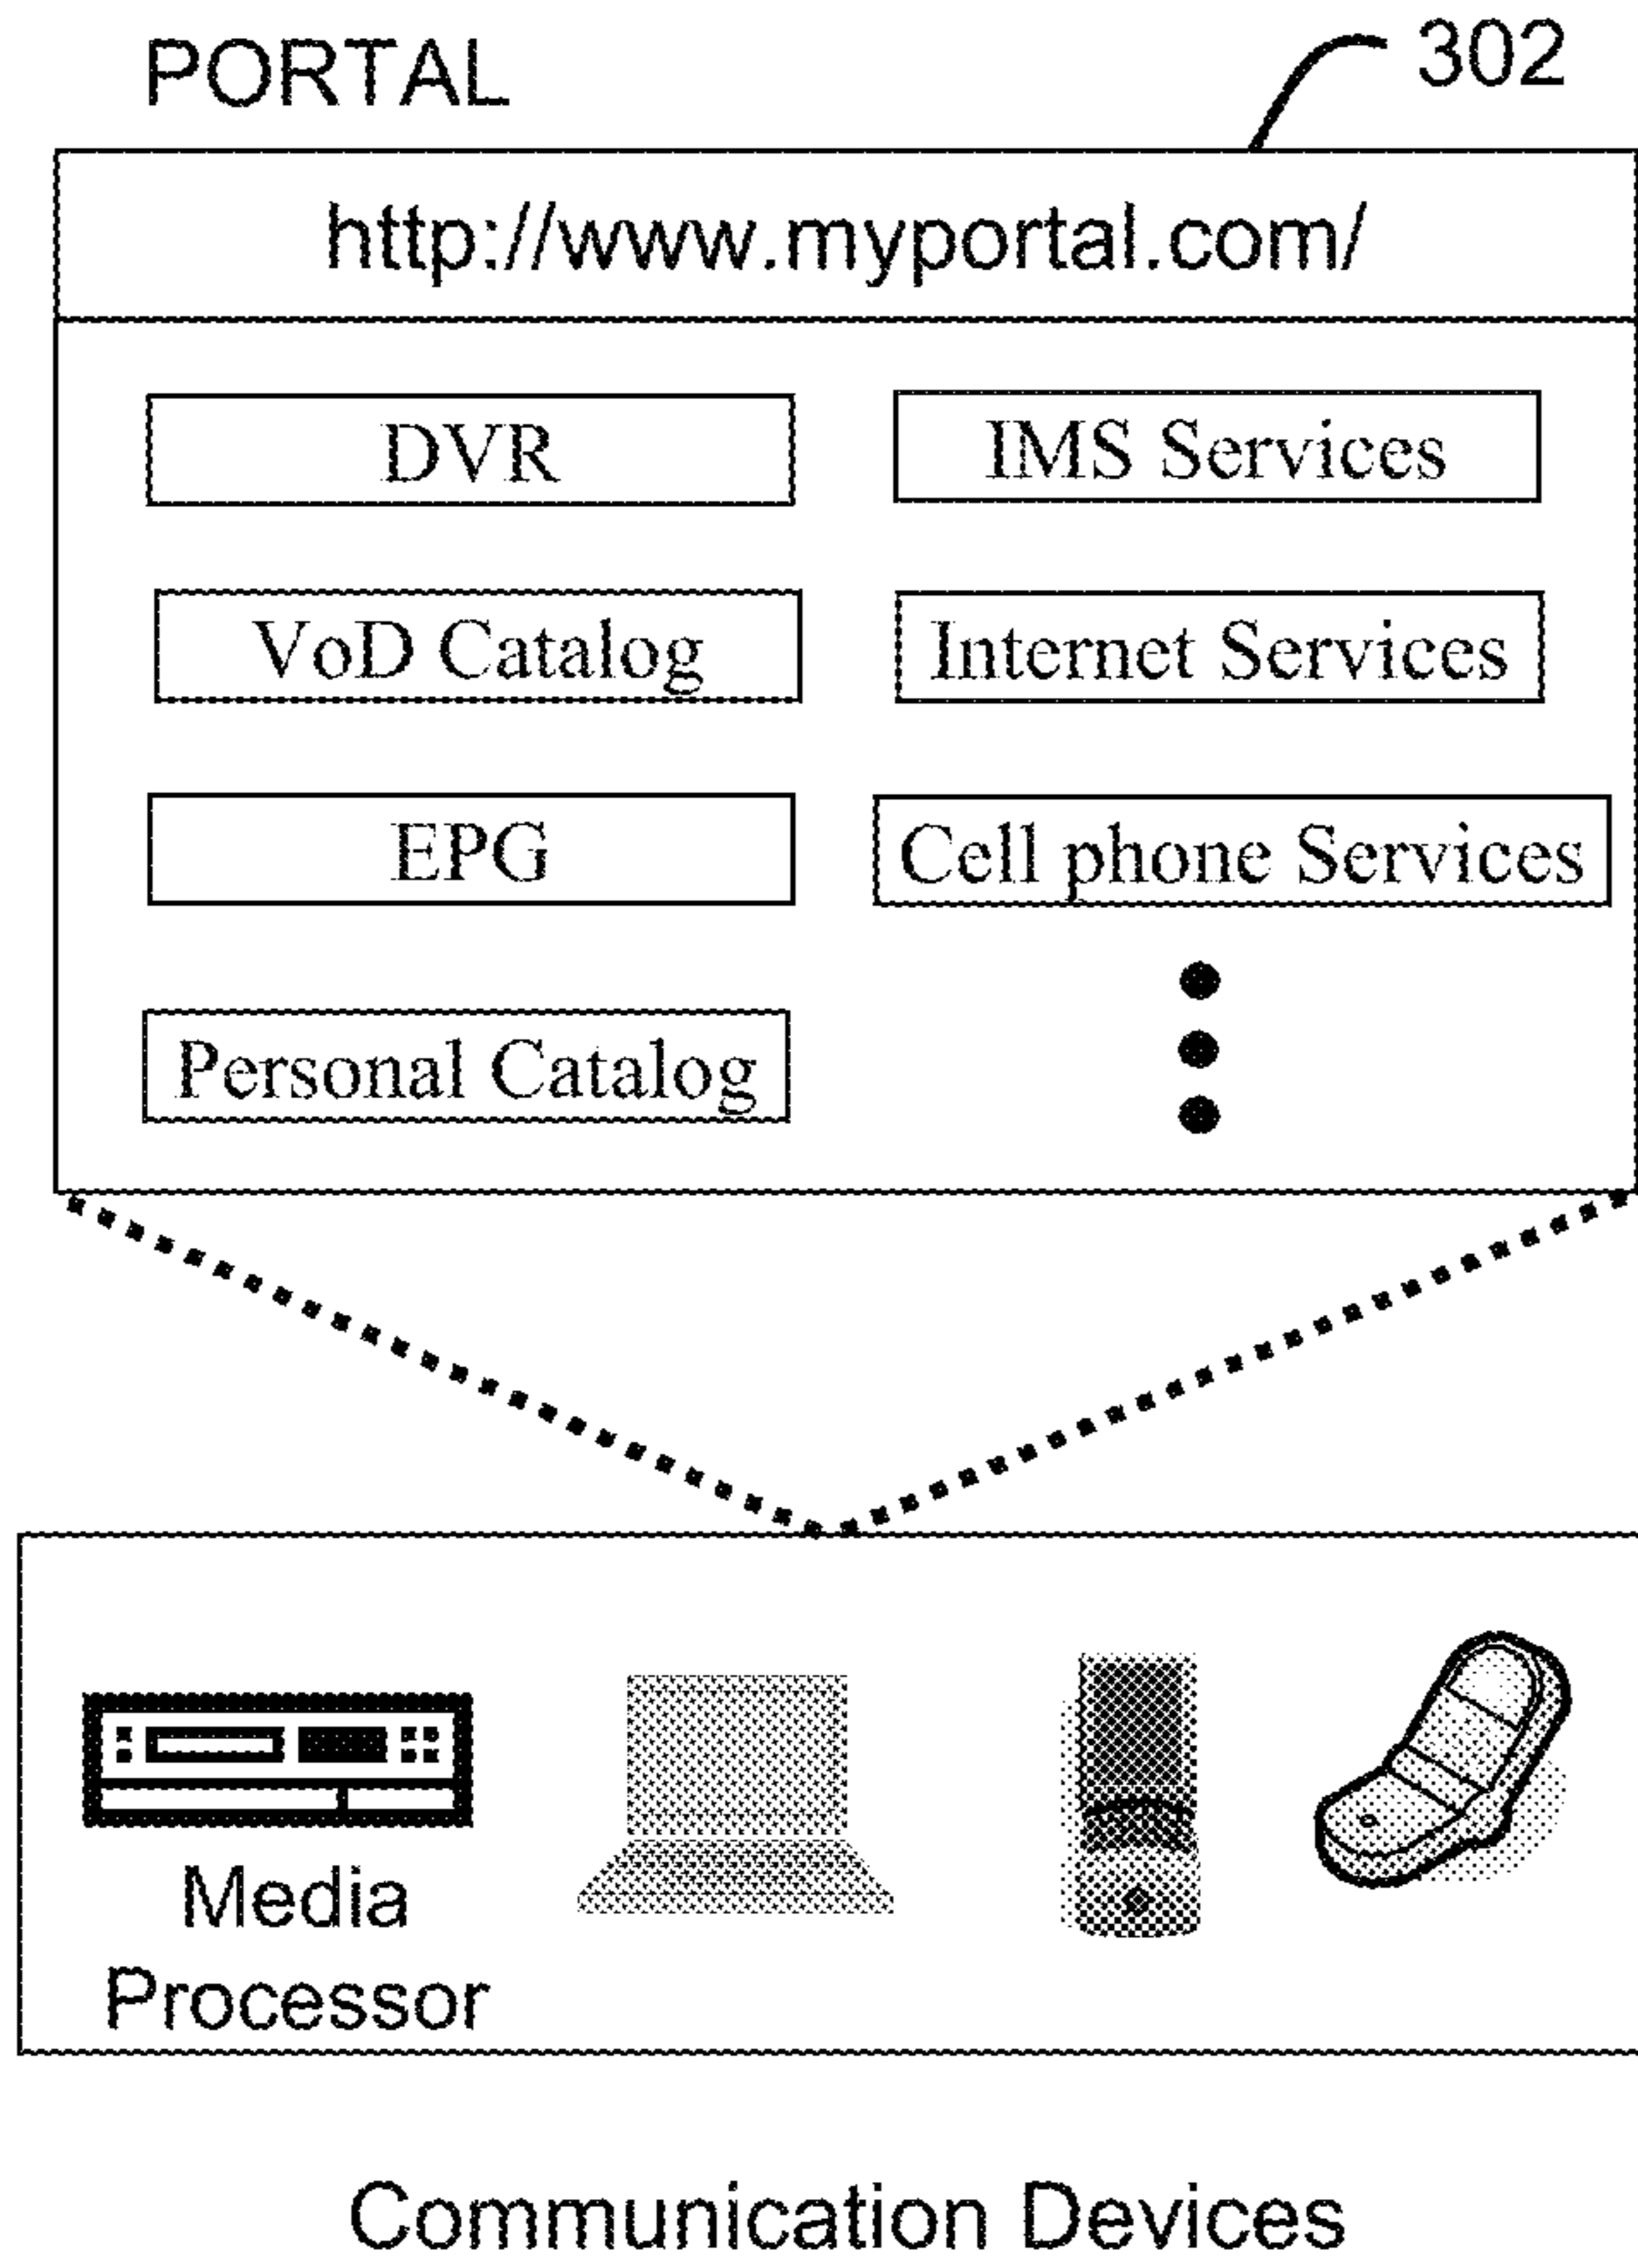 PORTAL
302
http://www.myportal.com/
DVR
IMS Services
VoD Catalog
Internet Services
EPG
Cell phone Services
Personal Catalog
Media
Processor
Communication Devices